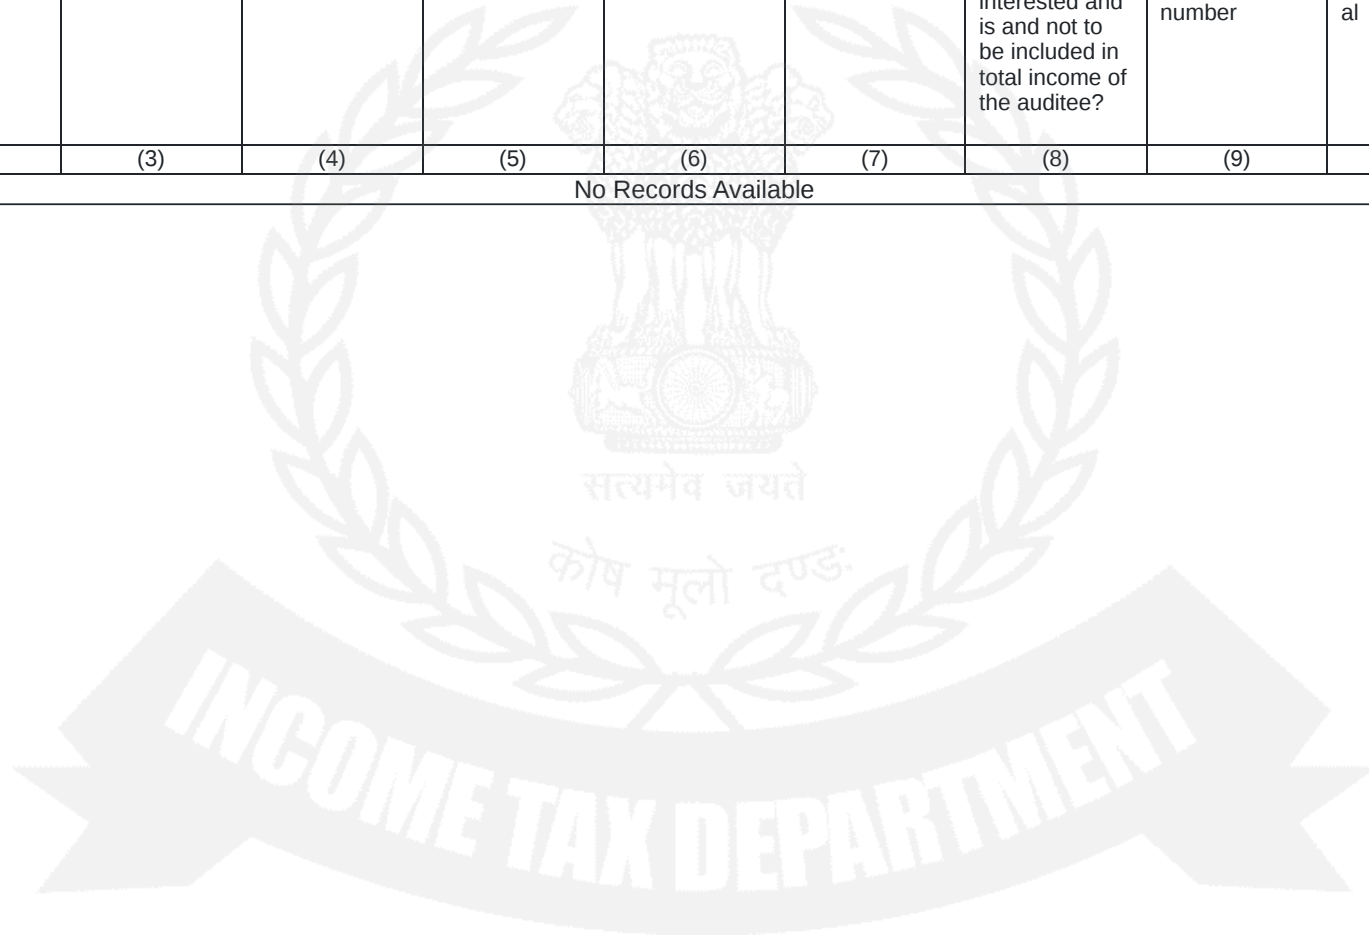 interested and
is and not to
be included in
total income of
the auditee?
number
al
(3) (4) (5) (6) (7) (8) (9)
No Records Available
सत्यमेव जयते
कोष मूलो दण्डः
INCOME TAX DEPARTMENT